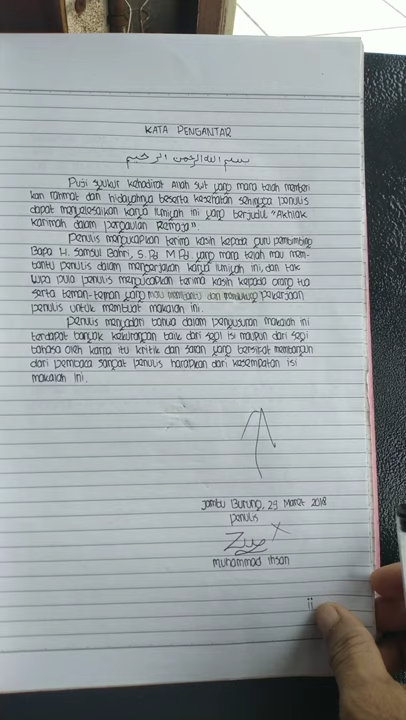 KATA PENGANTAR
بسم الله الرحمن الرحيم
Puji syukur kehadirat Allah swt yang mana telah memberi
kan rahmat dan hidayahnya beserta kesehatan sehingga penulis
dapat menyelesaikan karya ilmiyah ini yang berjudul "Akhlak
karimah dalam pergaulan Remaja".
Penulis mengucapkan terima kasih kepada guru pembimbing
Bapa H. Samsul Bahri, S.Pd M.Pd yang mana telah mau mem-
bantu penulis dalam mengerjakan karya ilmiyah ini, dan tak
lupa pula penulis mengucapkan terima kasih kepada orang tua
serta teman-teman yang mau membantu dan mendukung pekerjaan
penulis untuk membuat makalah ini.
Penulis menyadari bahwa dalam penyusunan makalah ini
terdapat banyak kekurangan baik dari segi isi maupun dari segi
bahasa oleh karna itu kritik dan saran yang bersifat membangun
dari pembaca sangat penulis harapkan dari kesempatan isi
makalah ini.
Jambu Burung, 29 Maret 2018
penulis
muhammad ihsan
ii